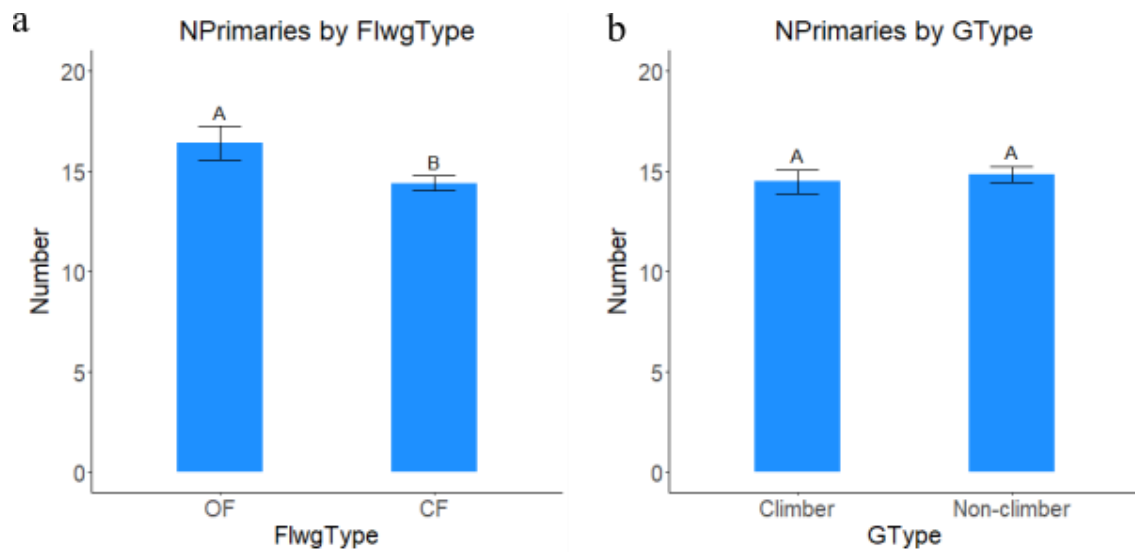 a
NPrimaries by FlwgType
20
15
10
5
0
Number
A
B
OF
CF
FlwgType
b
NPrimaries by GType
20
15
10
5
0
Number
A
A
Climber
Non-climber
GType